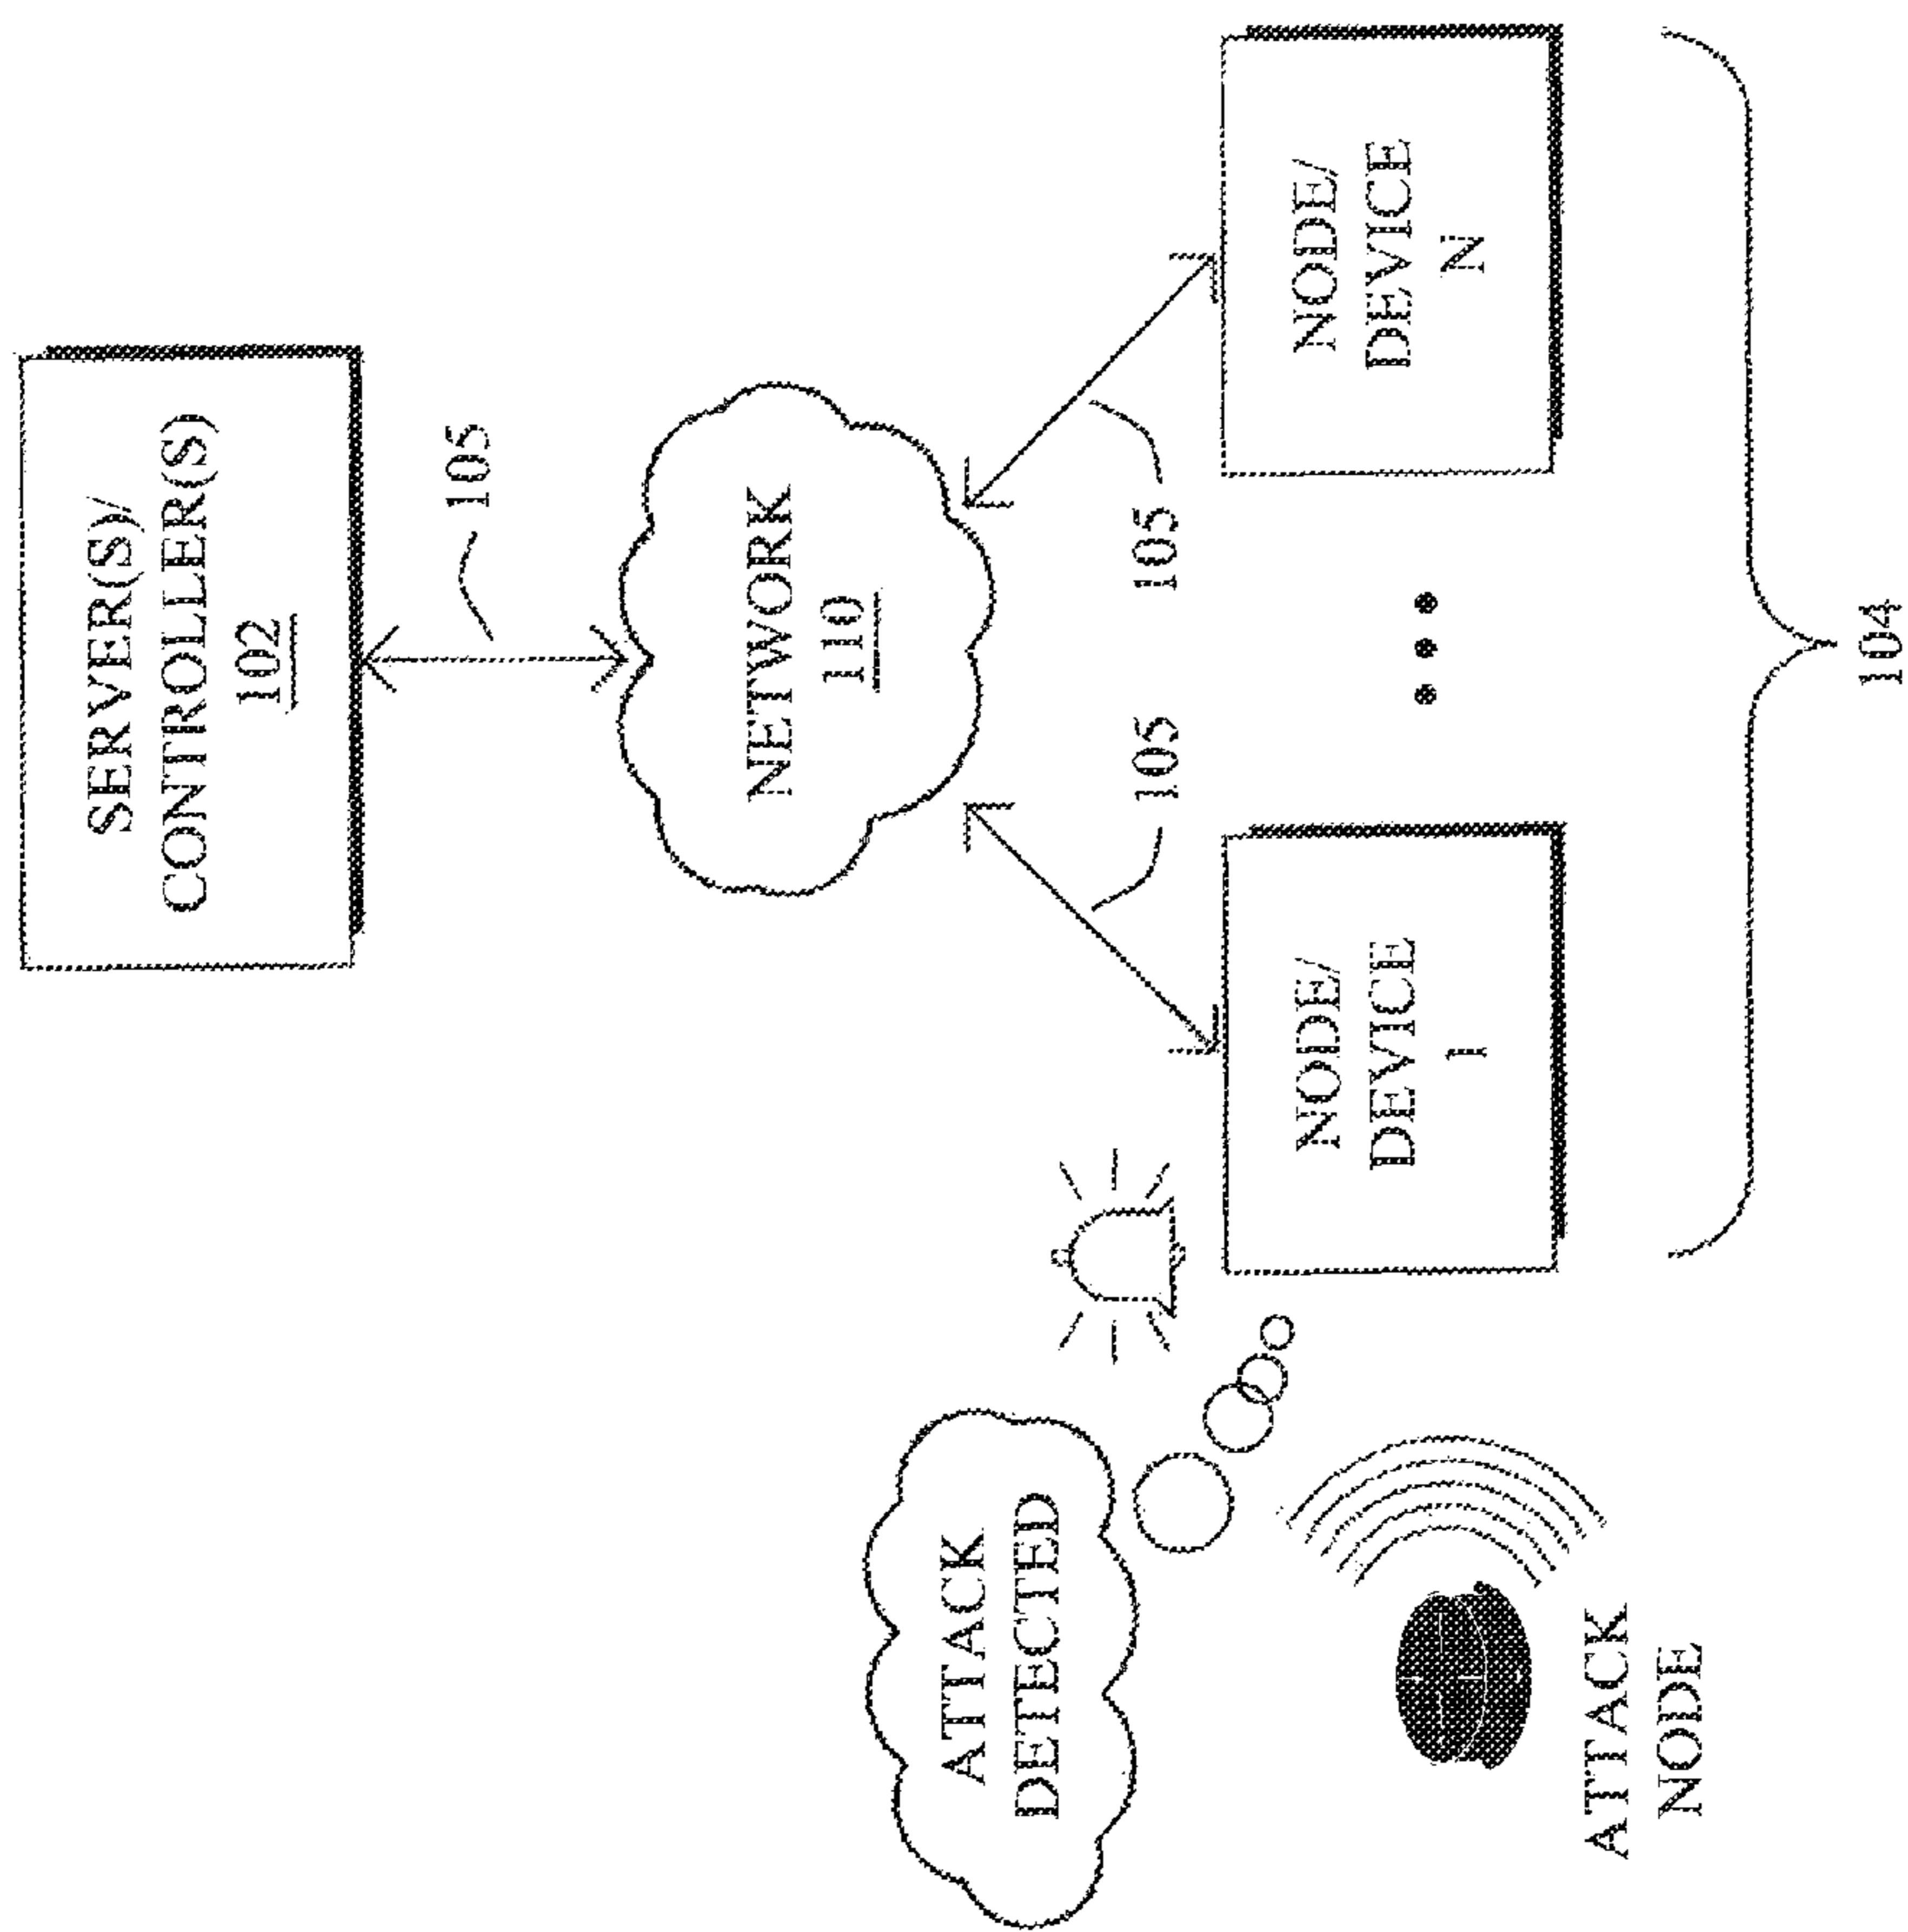 SERVER(S)/
CONTROLLER(S)
102
105
NETWORK
110
105
105
ATTACK
DETECTED
NODE/
DEVICE
1
NODE/
DEVICE
N
ATTACK
NODE
104